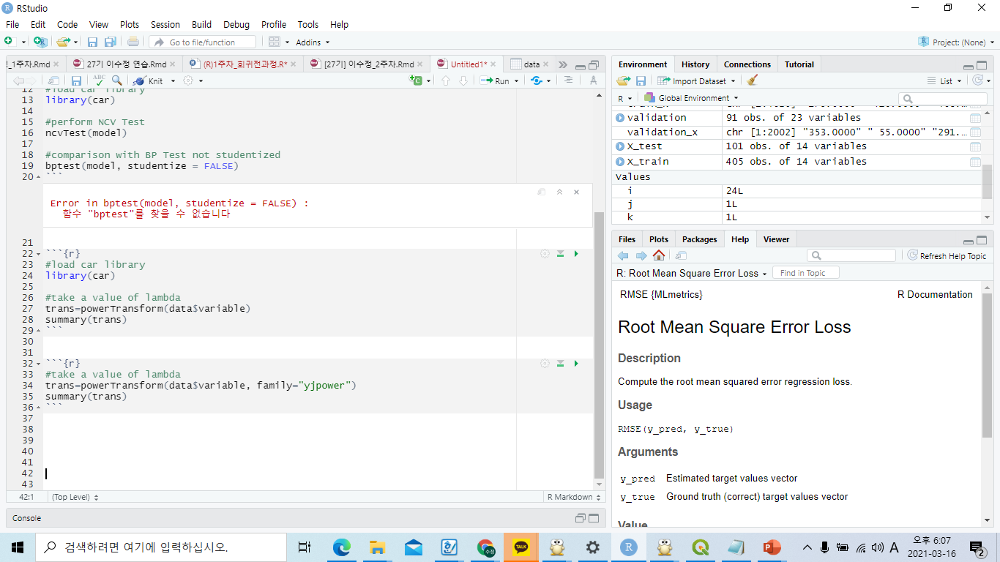 RStudio
File Edit Code View Plots Session Build Debug Profile Tools Help
Go to file/function Addins Project: (None)
!_1주차.Rmd 27기 이수정 연습.Rmd (R)1주차_회귀전과정.R* [27기] 이수정_2주차.Rmd Untitled1* data
ABC Knit Run
12 #load car library
13 library(car)
14
15 #perform NCV Test
16 ncvTest(model)
17
18 #comparison with BP Test not studentized
19 bptest(model, studentize = FALSE)
20 ```
Error in bptest(model, studentize = FALSE) :
함수 "bptest"를 찾을 수 없습니다
21
22 ```{r}
23 #load car library
24 library(car)
25
26 #take a value of lambda
27 trans=powerTransform(data$variable)
28 summary(trans)
29 ```
30
31
32 ```{r}
33 #take a value of lambda
34 trans=powerTransform(data$variable, family="yjpower")
35 summary(trans)
36 ```
37
38
39
40
41
42
43
42:1 (Top Level) R Markdown
Console
Environment History Connections Tutorial
Import Dataset List
R Global Environment
validation 91 obs. of 23 variables
validation_x chr [1:2002] "353.0000" " 55.0000" "291.…
X_test 101 obs. of 14 variables
X_train 405 obs. of 14 variables
Values
i 24L
j 1L
k 1L
Files Plots Packages Help Viewer
Refresh Help Topic
R: Root Mean Square Error Loss Find in Topic
RMSE {MLmetrics} R Documentation
Root Mean Square Error Loss
Description
Compute the root mean squared error regression loss.
Usage
RMSE(y_pred, y_true)
Arguments
y_pred Estimated target values vector
y_true Ground truth (correct) target values vector
Value
검색하려면 여기에 입력하십시오.
수정
TALK
R
P
A
오후 6:07
2021-03-16
2